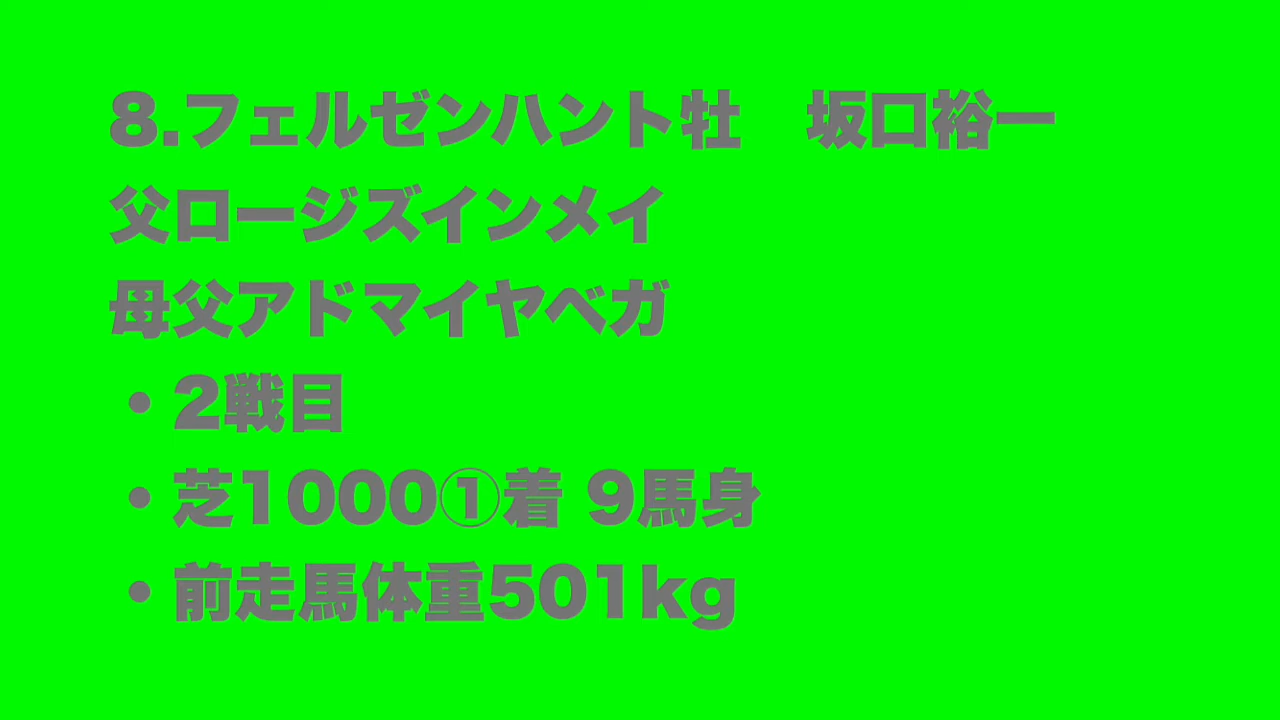 8.フェルゼンハント牡　坂口裕一
父ロージズインメイ
母父アドマイヤベガ
・2戦目
・芝1000①着 9馬身
・前走馬体重501kg